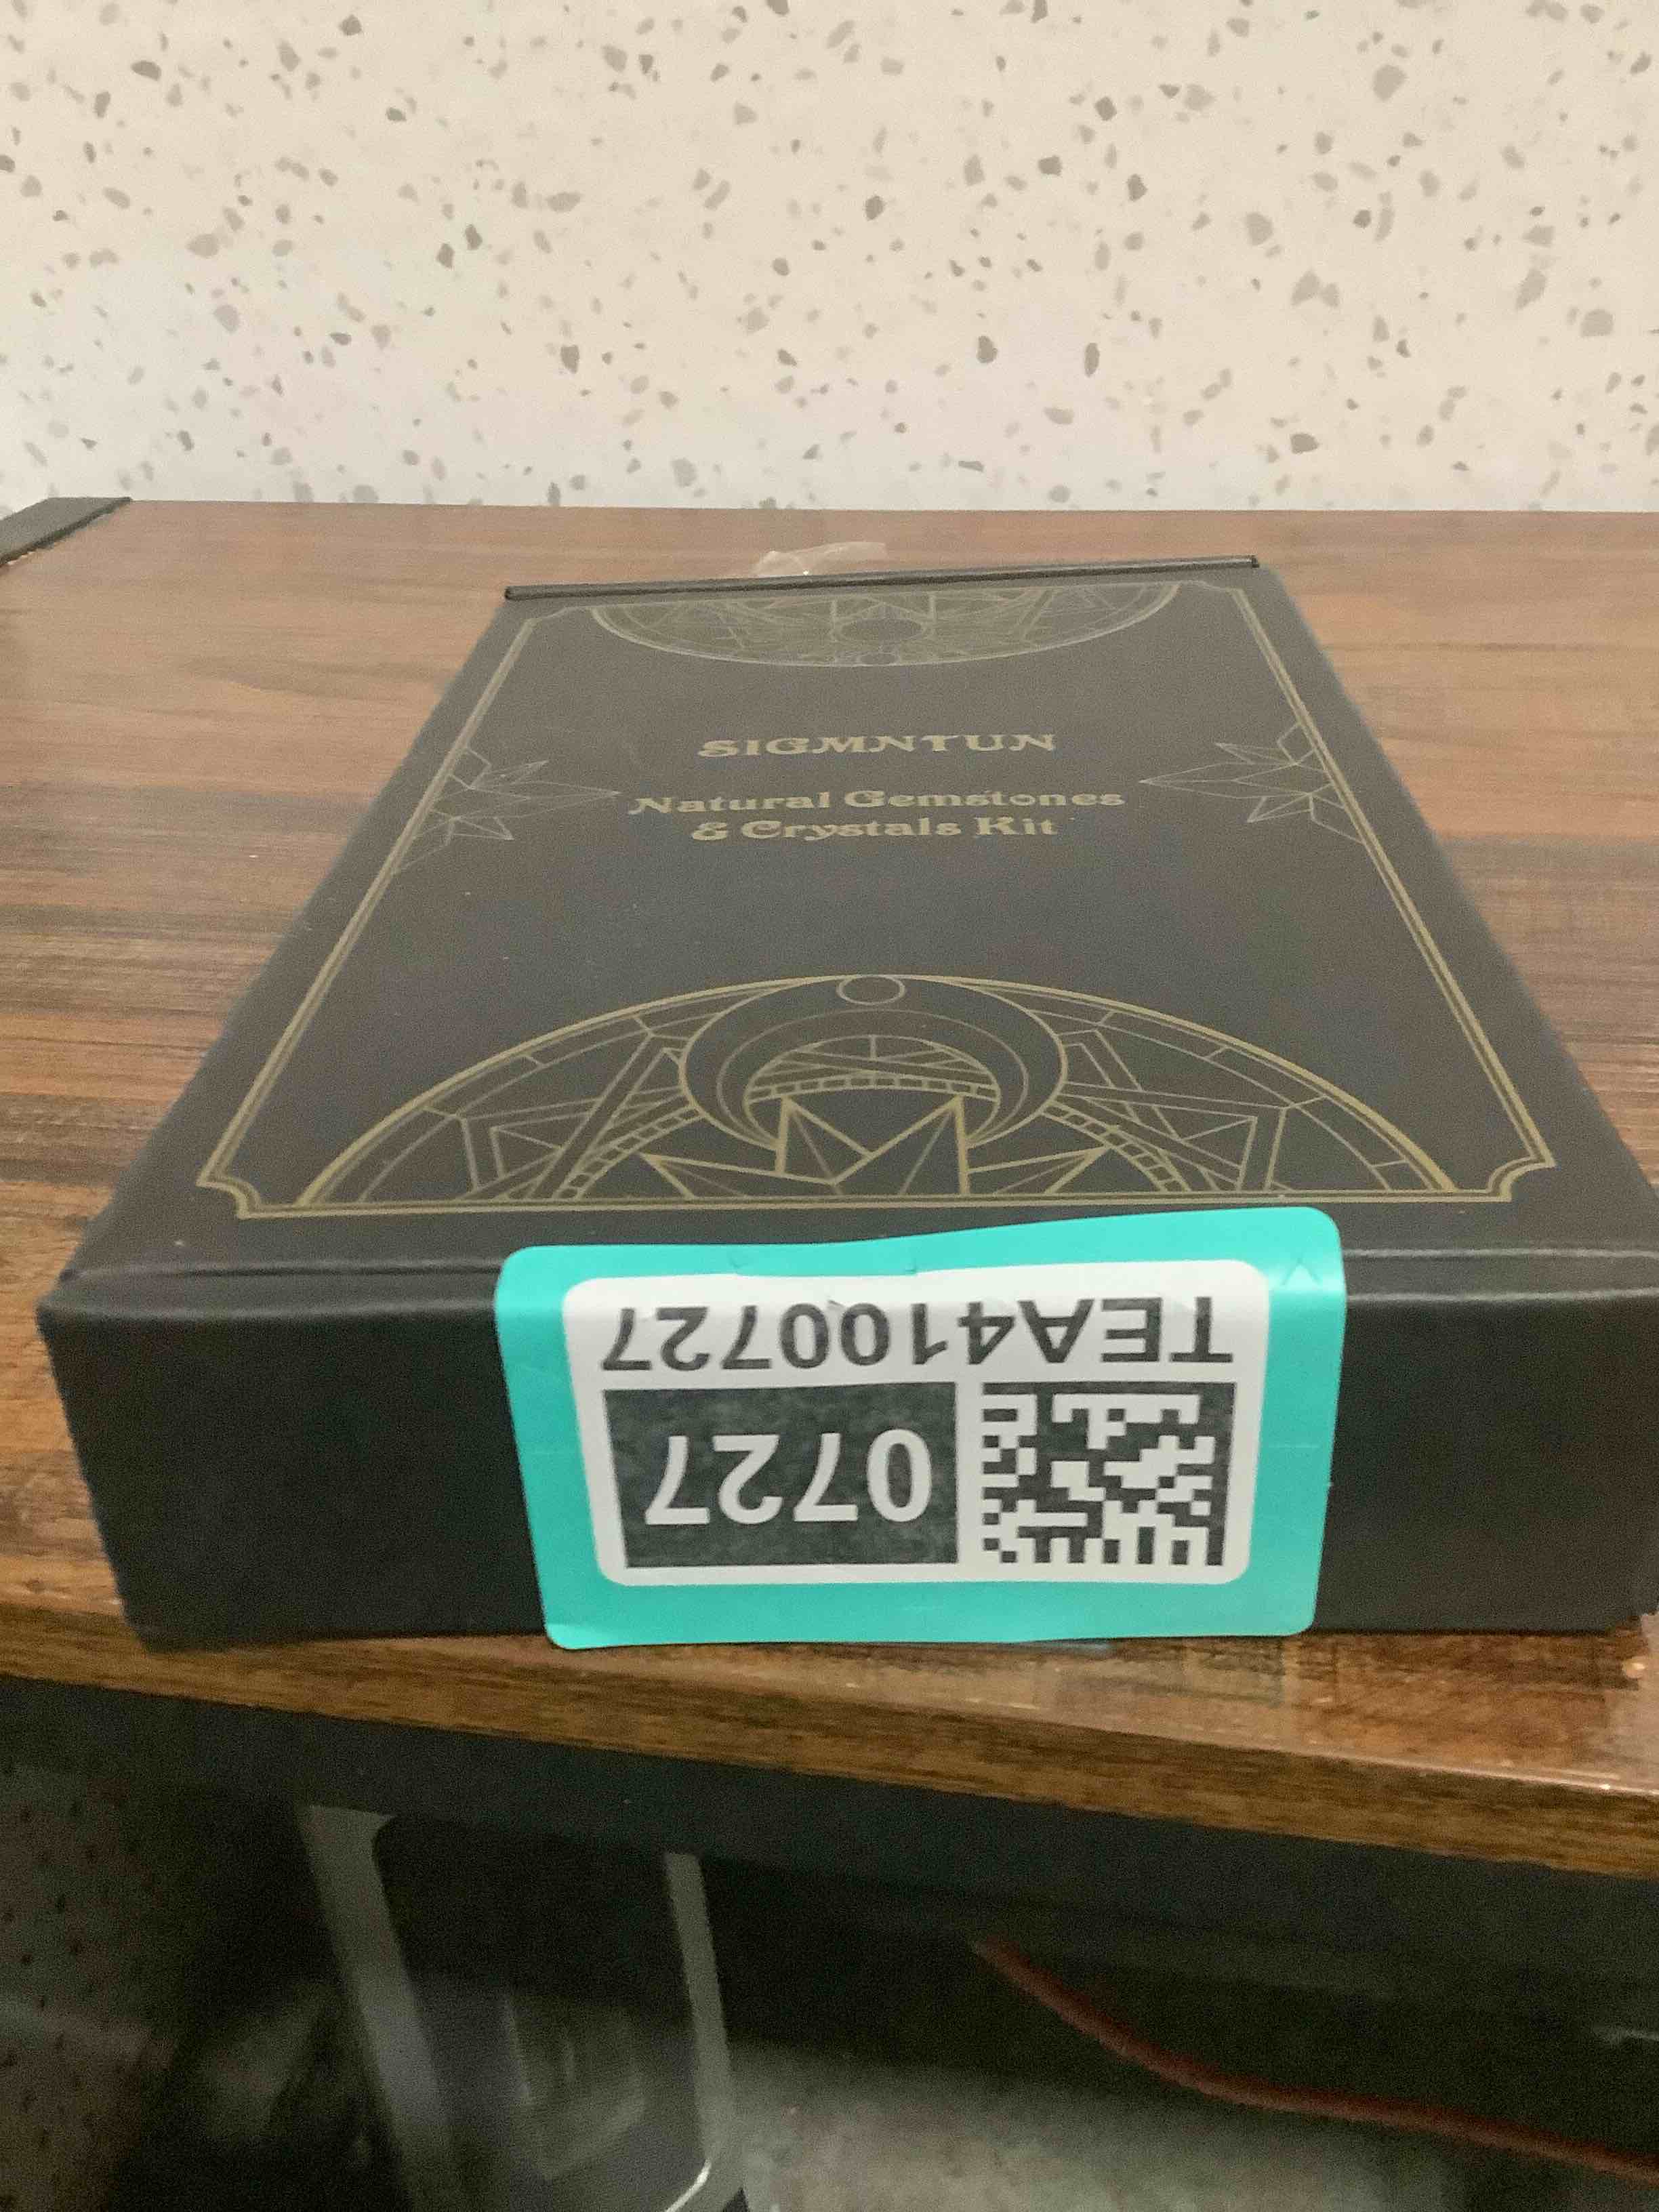 SIGMNTUN
Natural Gemstones
& Crystals Kit
TEA4100727
0727